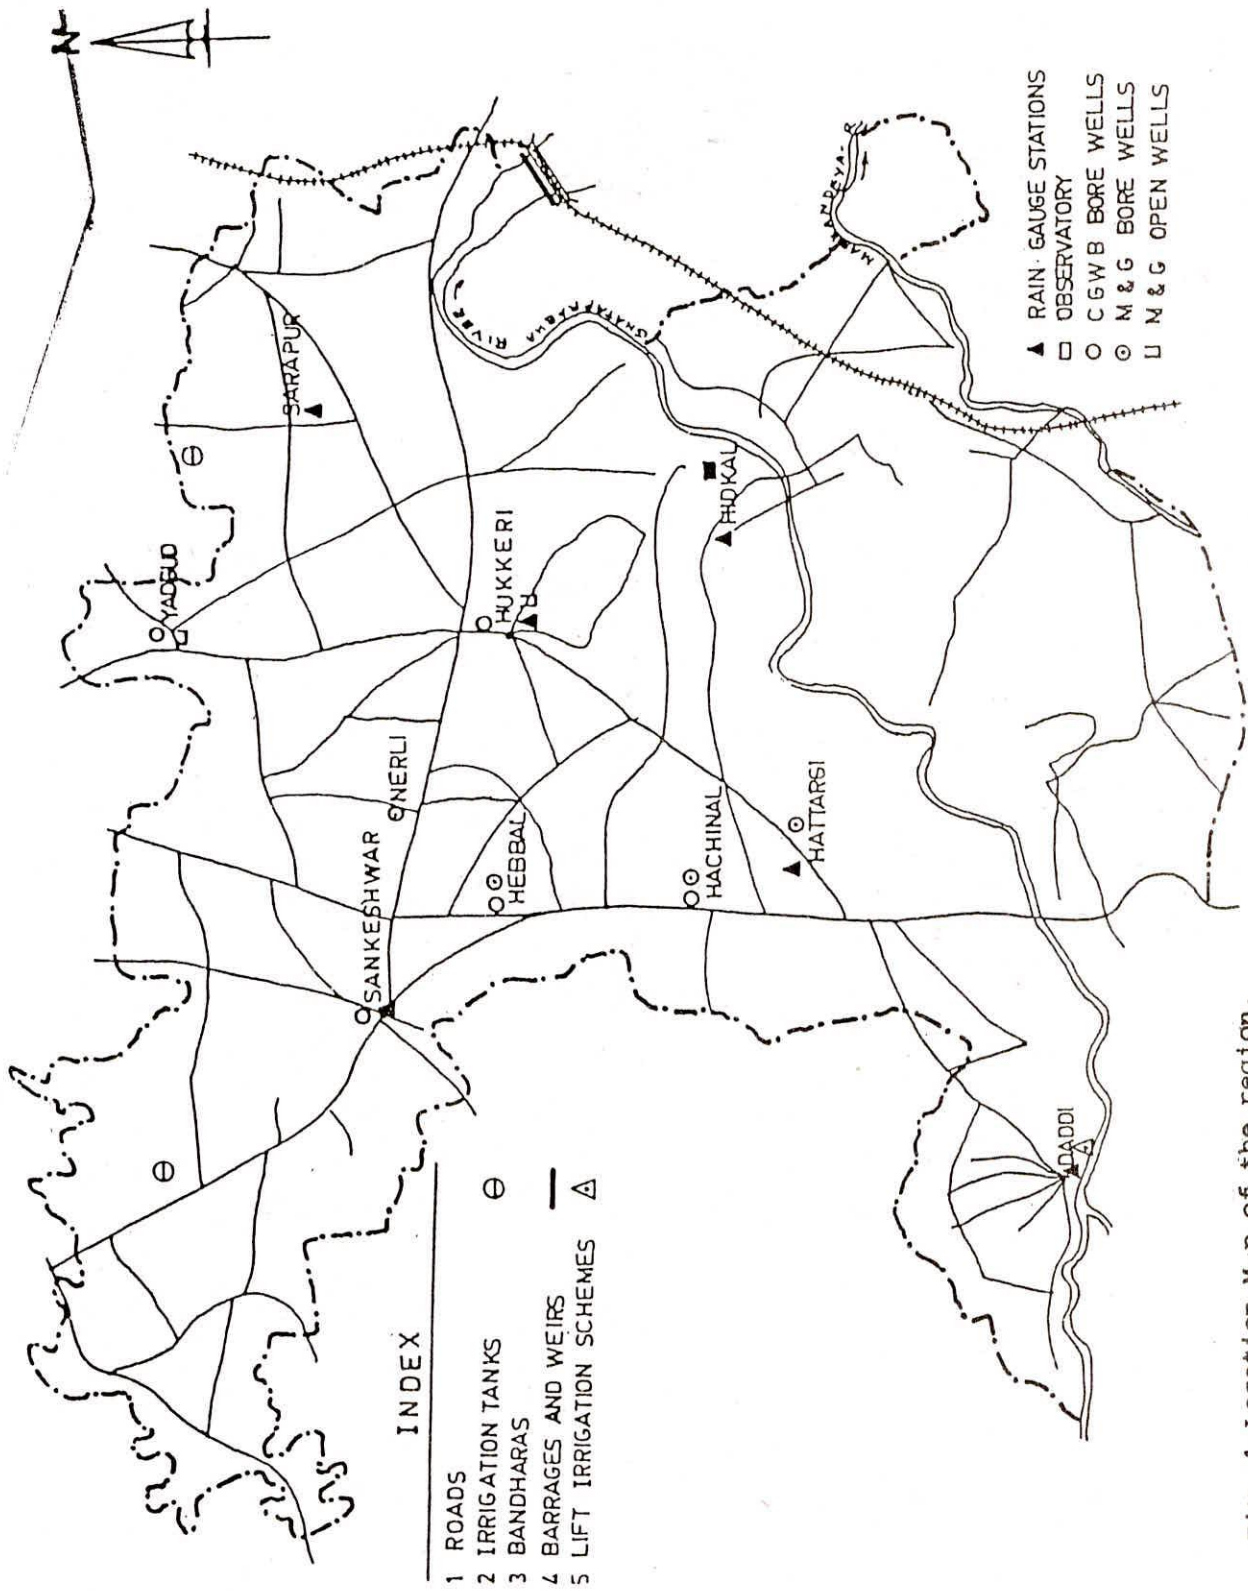 N
YADGUD
SARAPUR
SANKESHWAR
NERLI
HUKKERI
HEBBAL
HACHINAL
HATTARGI
HIDKAL
DADDI
RIVER
GHATAPRABHA
MARKANDEYA R
INDEX
1 ROADS
2 IRRIGATION TANKS
3 BANDHARAS
4 BARRAGES AND WEIRS
5 LIFT IRRIGATION SCHEMES
RAIN GAUGE STATIONS
OBSERVATORY
CGWB BORE WELLS
M & G BORE WELLS
M & G OPEN WELLS
Location Map of the region